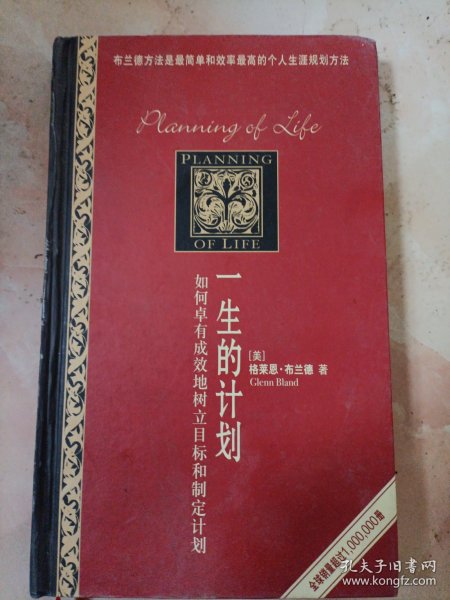 布兰德方法是最简单和效率最高的个人生涯规划方法
Planning of Life
PLANNING
OF LIFE
一生的计划
如何卓有成效地树立目标和制定计划
[美]
格莱恩·布兰德 著
Glenn Bland
全球销量超过1,000,000册
孔夫子旧书网
www.kongfz.com